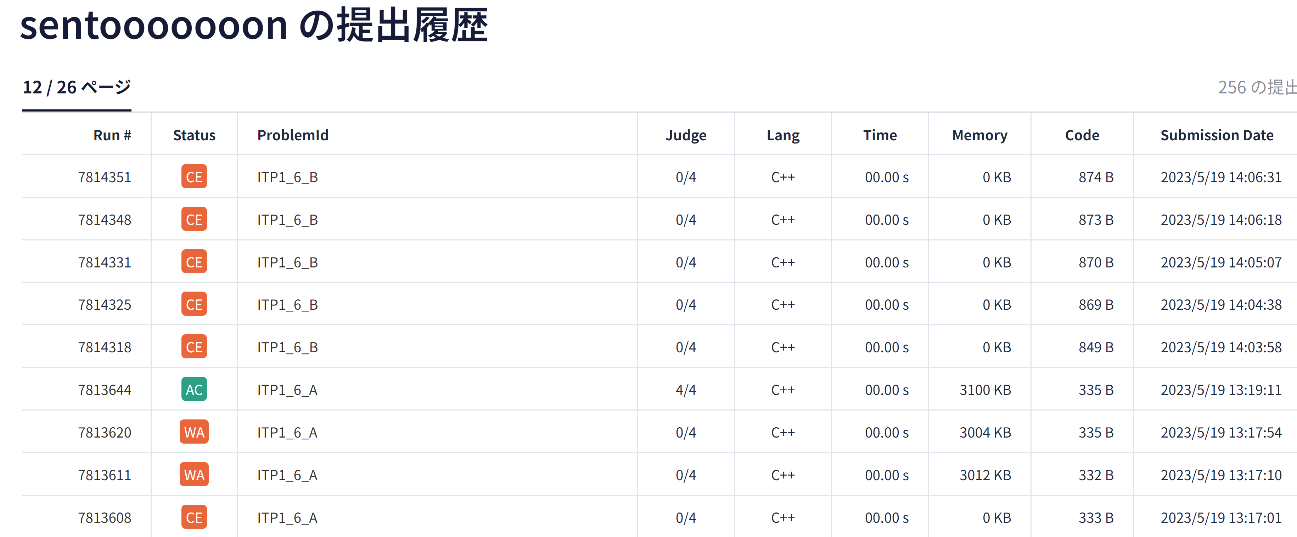 sentooooooon の提出履歴
12 / 26 ページ
256 の提出
Run # Status ProblemId Judge Lang Time Memory Code Submission Date
7814351 CE ITP1_6_B 0/4 C++ 00.00 s 0 KB 874 B 2023/5/19 14:06:31
7814348 CE ITP1_6_B 0/4 C++ 00.00 s 0 KB 873 B 2023/5/19 14:06:18
7814331 CE ITP1_6_B 0/4 C++ 00.00 s 0 KB 870 B 2023/5/19 14:05:07
7814325 CE ITP1_6_B 0/4 C++ 00.00 s 0 KB 869 B 2023/5/19 14:04:38
7814318 CE ITP1_6_B 0/4 C++ 00.00 s 0 KB 849 B 2023/5/19 14:03:58
7813644 AC ITP1_6_A 4/4 C++ 00.00 s 3100 KB 335 B 2023/5/19 13:19:11
7813620 WA ITP1_6_A 0/4 C++ 00.00 s 3004 KB 335 B 2023/5/19 13:17:54
7813611 WA ITP1_6_A 0/4 C++ 00.00 s 3012 KB 332 B 2023/5/19 13:17:10
7813608 CE ITP1_6_A 0/4 C++ 00.00 s 0 KB 333 B 2023/5/19 13:17:01